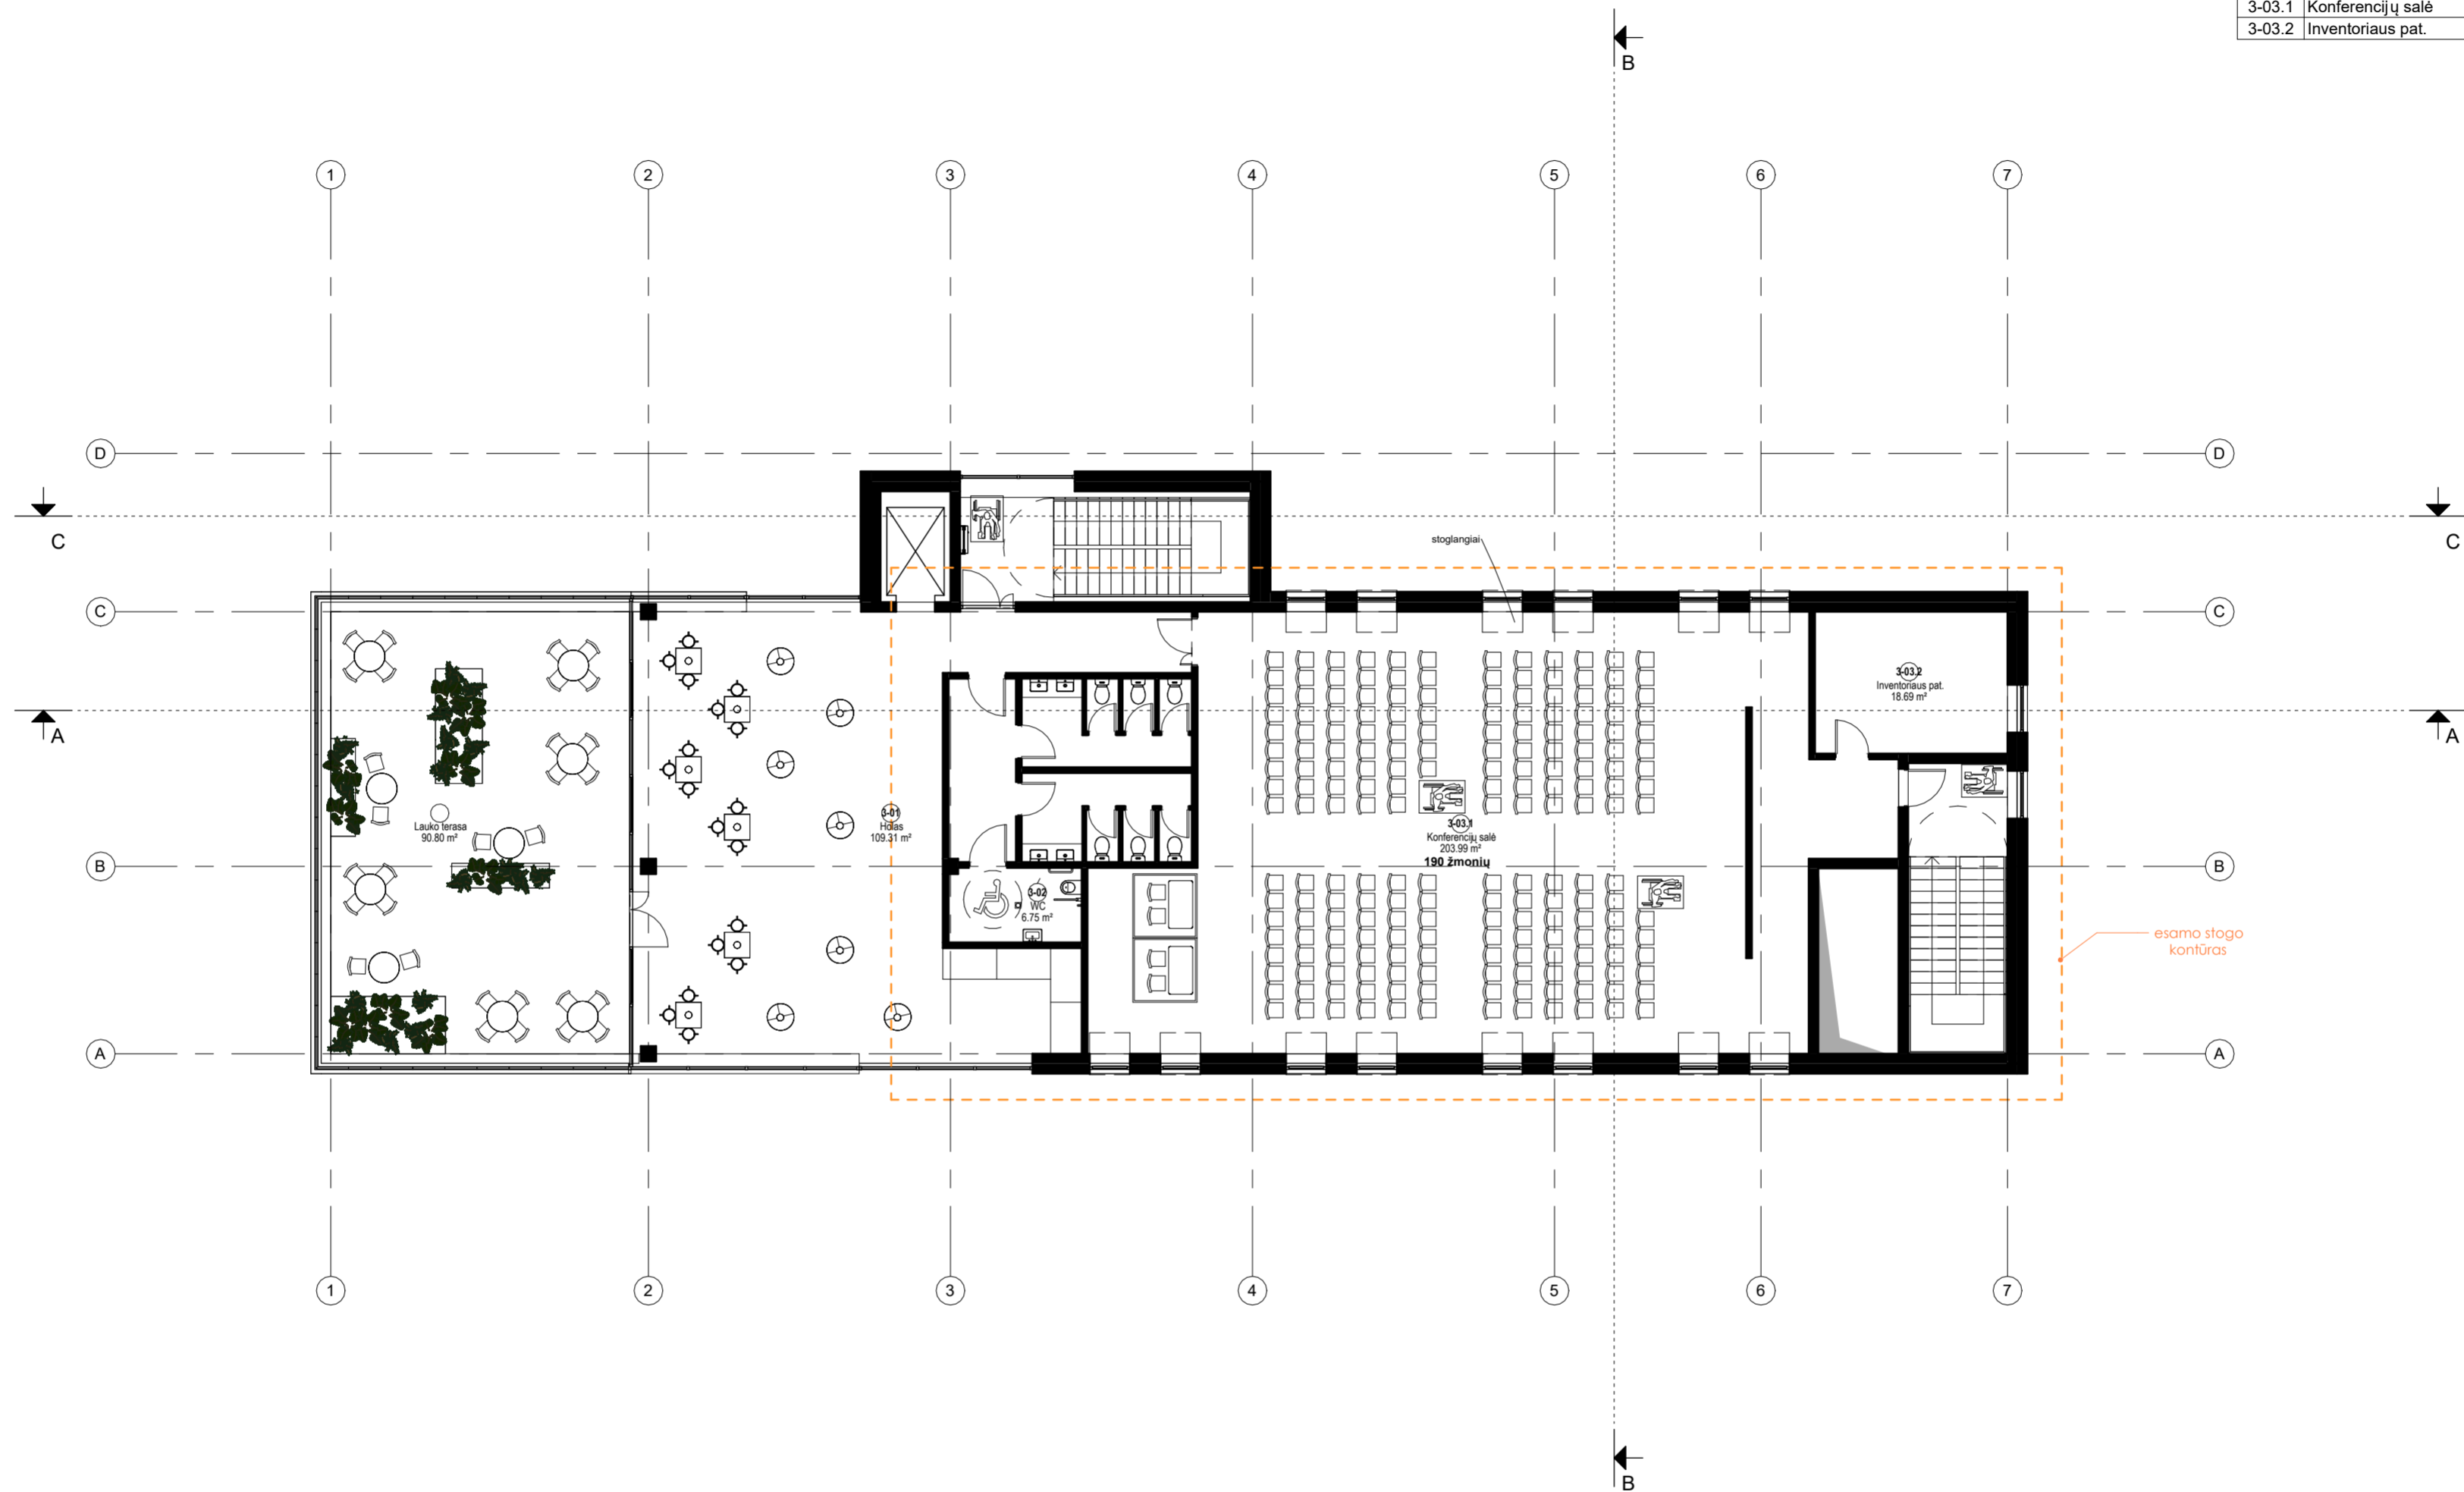 3-03.1 Konferencijų salė
3-03.2 Inventoriaus pat.
B
1
2
3
4
5
6
7
D
D
C
C
stoglangiai
C
C
3-03.2
Inventoriaus pat.
18.69 m²
A
A
3-01
Holas
109.31 m²
Lauko terasa
90.80 m²
3-03.1
Konferencijų salė
203.99 m²
190 žmonių
B
B
3-02
WC
6.75 m²
esamo stogo
kontūras
A
A
1
2
3
4
5
6
7
B